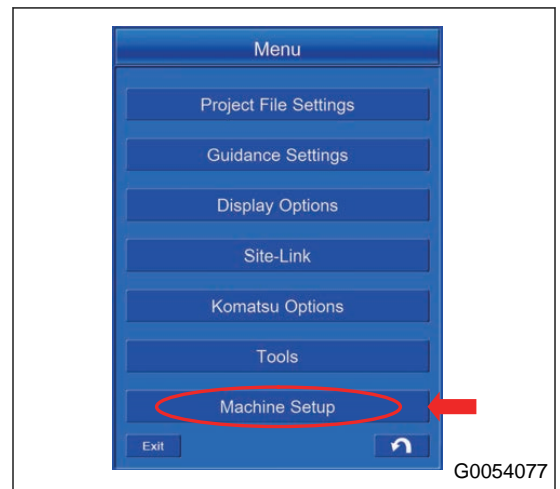 Menu
Project File Settings
Guidance Settings
Display Options
Site-Link
Komatsu Options
Tools
Machine Setup
Exit
G0054077